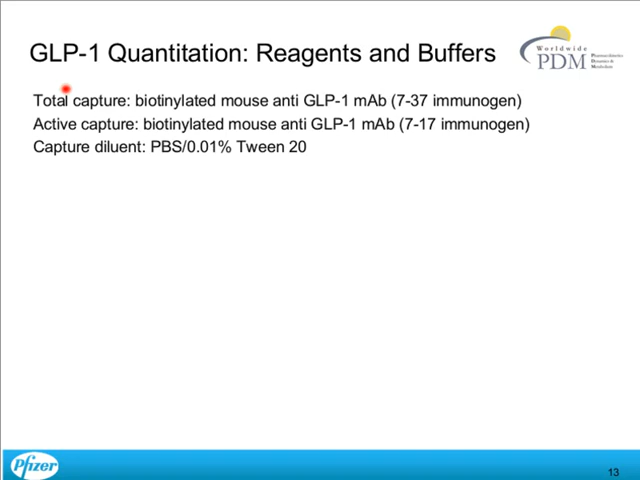 GLP-1 Quantitation: Reagents and Buffers
Worldwide
PDM
Pharmacokinetics
Dynamics &
Metabolism
Total capture: biotinylated mouse anti GLP-1 mAb (7-37 immunogen)
Active capture: biotinylated mouse anti GLP-1 mAb (7-17 immunogen)
Capture diluent: PBS/0.01% Tween 20
Pfizer
13